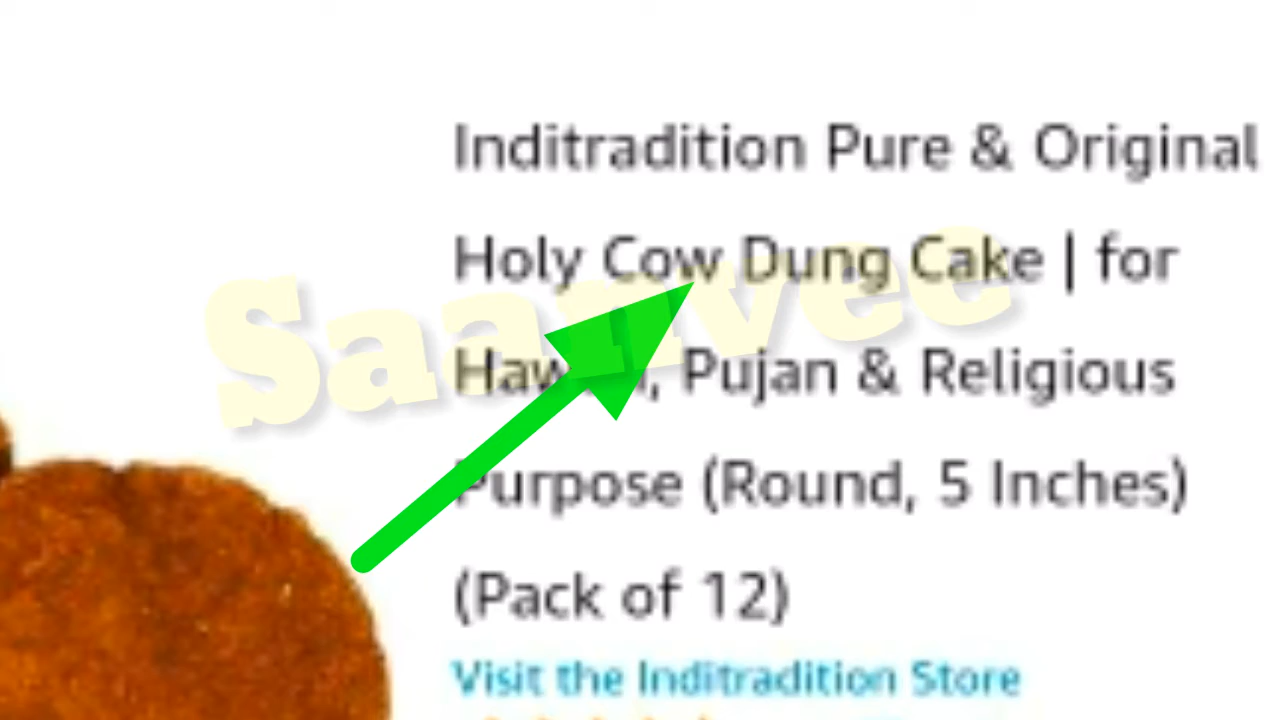 Inditradition Pure & Original
Holy Cow Dung Cake | for
Pujan & Religious
Purpose (Round, 5 Inches)
(Pack of 12)
Visit the Inditradition Store
Saanvee